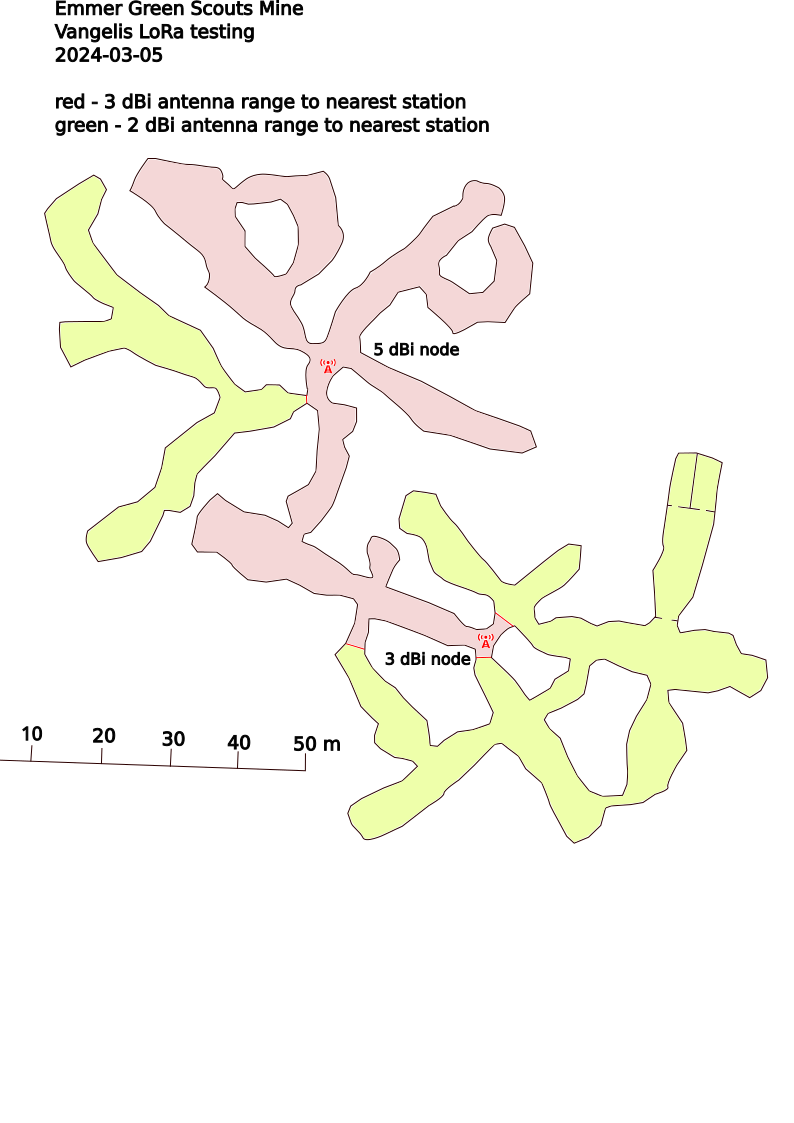 Emmer Green Scouts Mine
Vangelis LoRa testing
2024-03-05
red - 3 dBi antenna range to nearest station
green - 2 dBi antenna range to nearest station
5 dBi node
3 dBi node
10 20 30 40 50 m